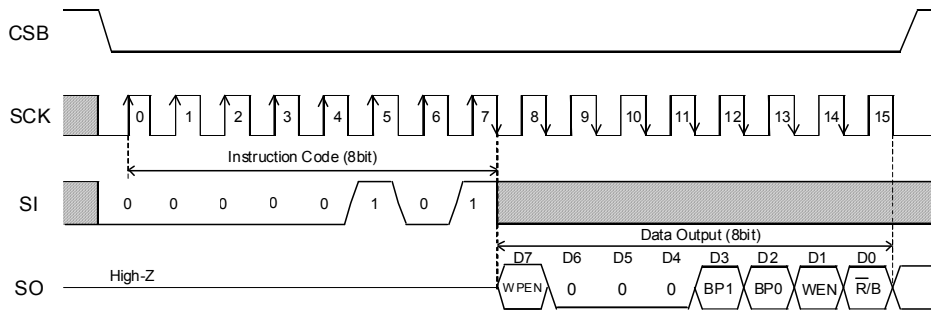 CSB
SCK 0 1 2 3 4 5 6 7 8 9 10 11 12 13 14 15
Instruction Code (8bit)
SI 0 0 0 0 0 1 0 1
Data Output (8bit)
D7 D6 D5 D4 D3 D2 D1 D0
High-Z
SO WPEN 0 0 0 BP1 BP0 WEN R̅/B